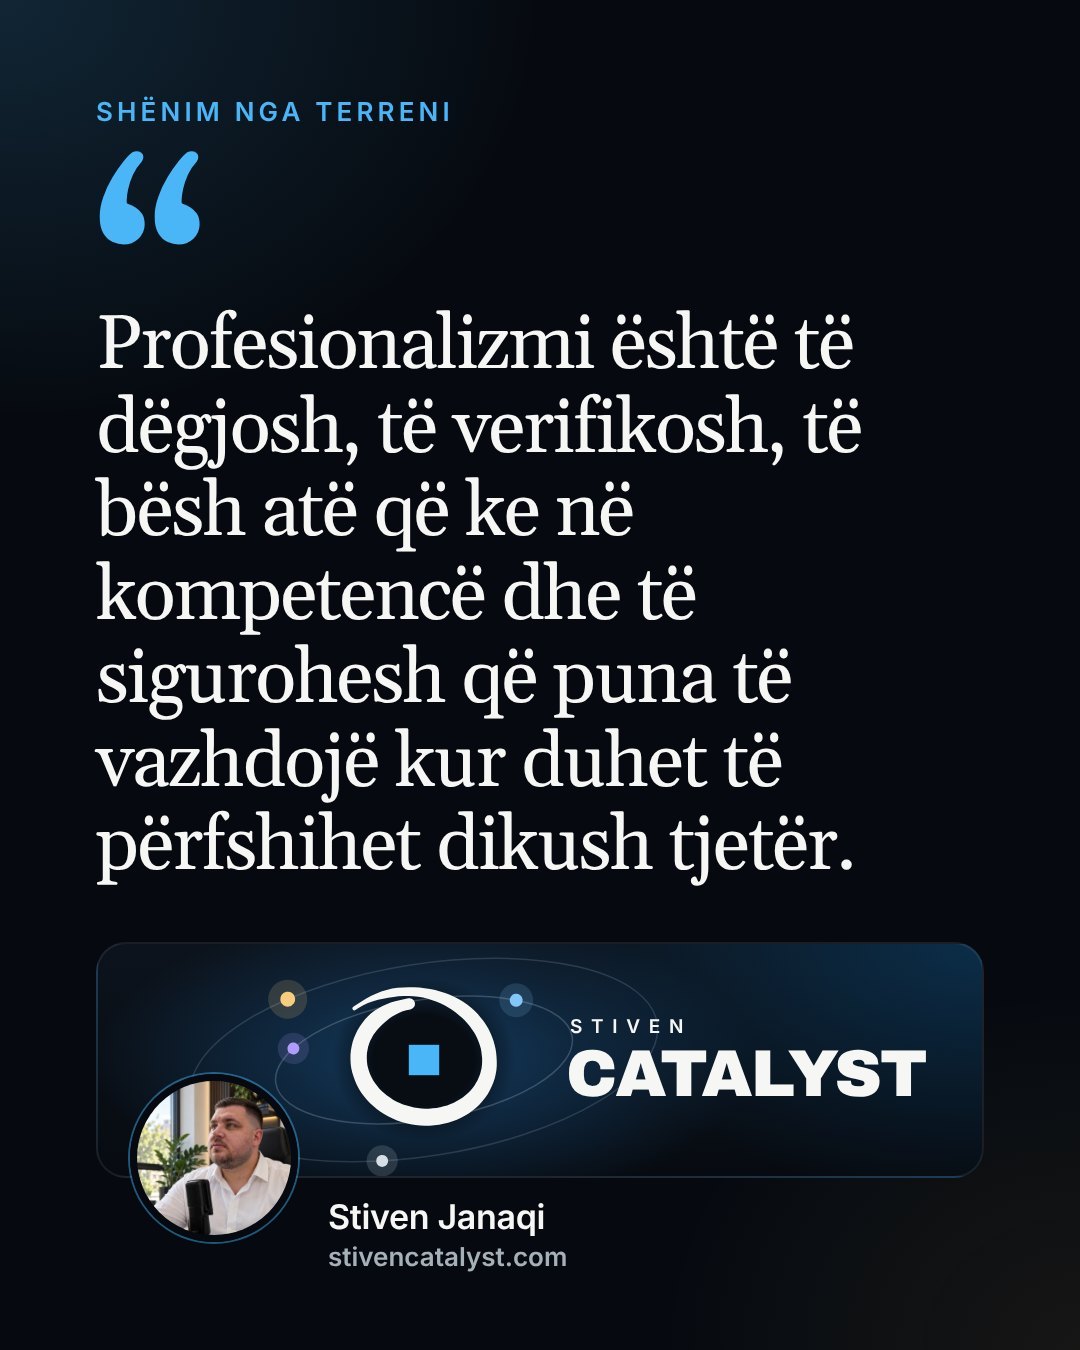 SHËNIM NGA TERRENI
“
Profesionalizmi është të
dëgjosh, të verifikosh, të
bësh atë që ke në
kompetencë dhe të
sigurohesh që puna të
vazhdojë kur duhet të
përfshihet dikush tjetër.
STIVEN
CATALYST
Stiven Janaqi
stivencatalyst.com